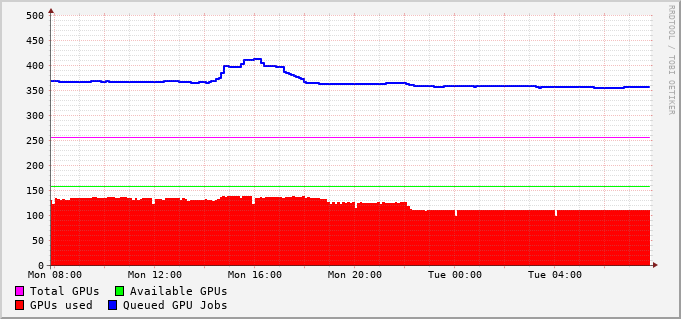 500
450
400
350
300
250
200
150
100
50
0
Mon 08:00 Mon 12:00 Mon 16:00 Mon 20:00 Tue 00:00 Tue 04:00
Total GPUs Available GPUs
GPUs used Queued GPU Jobs
RRDTOOL / TOBI OETIKER